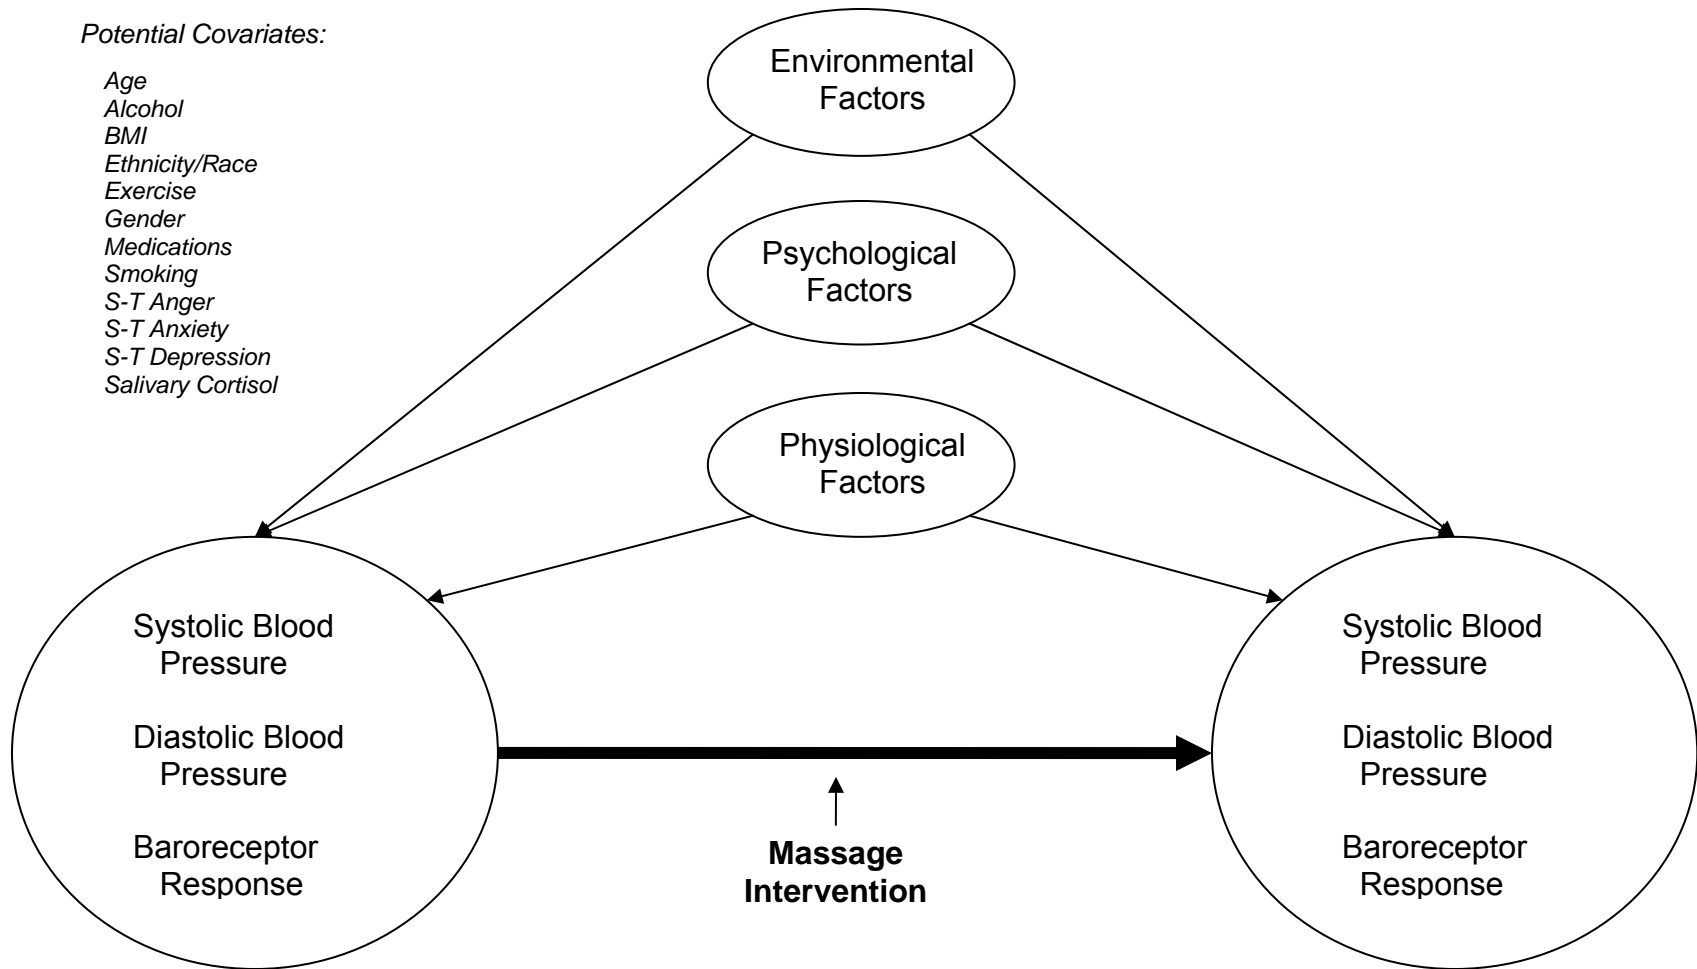 Potential Covariates:
Age
Alcohol
BMI
Ethnicity/Race
Exercise
Gender
Medications
Smoking
S-T Anger
S-T Anxiety
S-T Depression
Salivary Cortisol
Environmental
Factors
Psychological
Factors
Physiological
Factors
Systolic Blood
Pressure
Diastolic Blood
Pressure
Baroreceptor
Response
Massage
Intervention
Systolic Blood
Pressure
Diastolic Blood
Pressure
Baroreceptor
Response